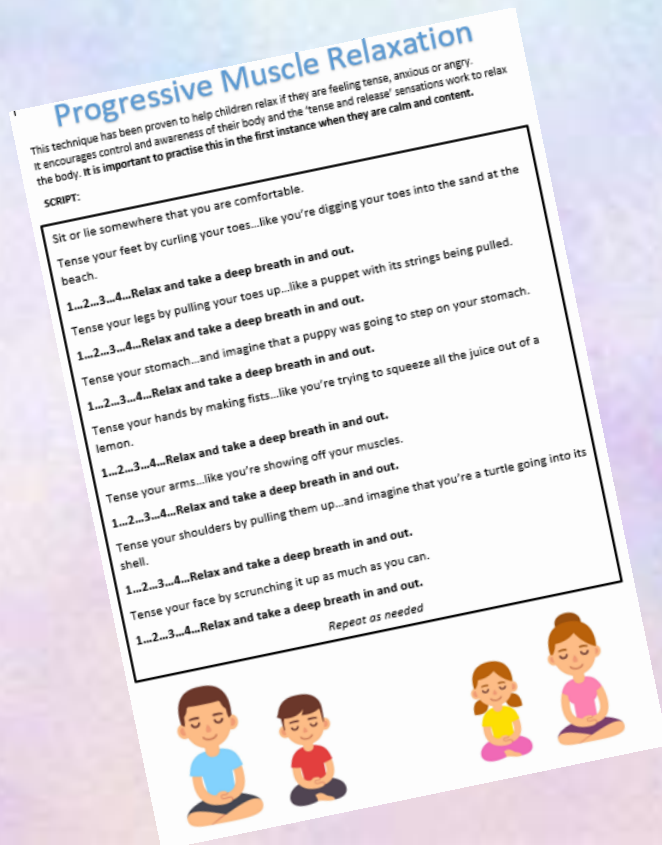 Progressive Muscle Relaxation
This technique has been proven to help children relax if they are feeling tense, anxious or angry.
It encourages control and awareness of their body and the 'tense and release' sensations work to relax
the body. It is important to practise this in the first instance when they are calm and content.
SCRIPT:
Sit or lie somewhere that you are comfortable.
Tense your feet by curling your toes...like you're digging your toes into the sand at the
beach.
1...2...3...4...Relax and take a deep breath in and out.
Tense your legs by pulling your toes up...like a puppet with its strings being pulled.
1...2...3...4...Relax and take a deep breath in and out.
Tense your stomach...and imagine that a puppy was going to step on your stomach.
1...2...3...4...Relax and take a deep breath in and out.
Tense your hands by making fists...like you're trying to squeeze all the juice out of a
lemon.
1...2...3...4...Relax and take a deep breath in and out.
Tense your arms...like you're showing off your muscles.
1...2...3...4...Relax and take a deep breath in and out.
Tense your shoulders by pulling them up...and imagine that you're a turtle going into its
shell.
1...2...3...4...Relax and take a deep breath in and out.
Tense your face by scrunching it up as much as you can.
1...2...3...4...Relax and take a deep breath in and out.
Repeat as needed